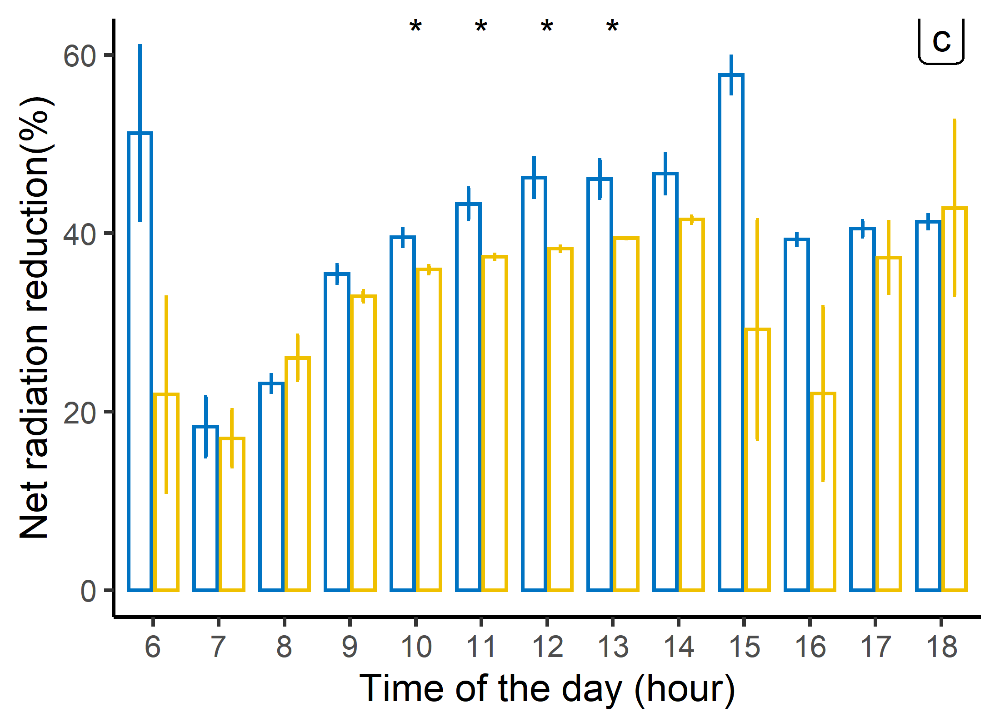 * * * *
C
60
40
20
0
Net radiation reduction(%)
6 7 8 9 10 11 12 13 14 15 16 17 18
Time of the day (hour)